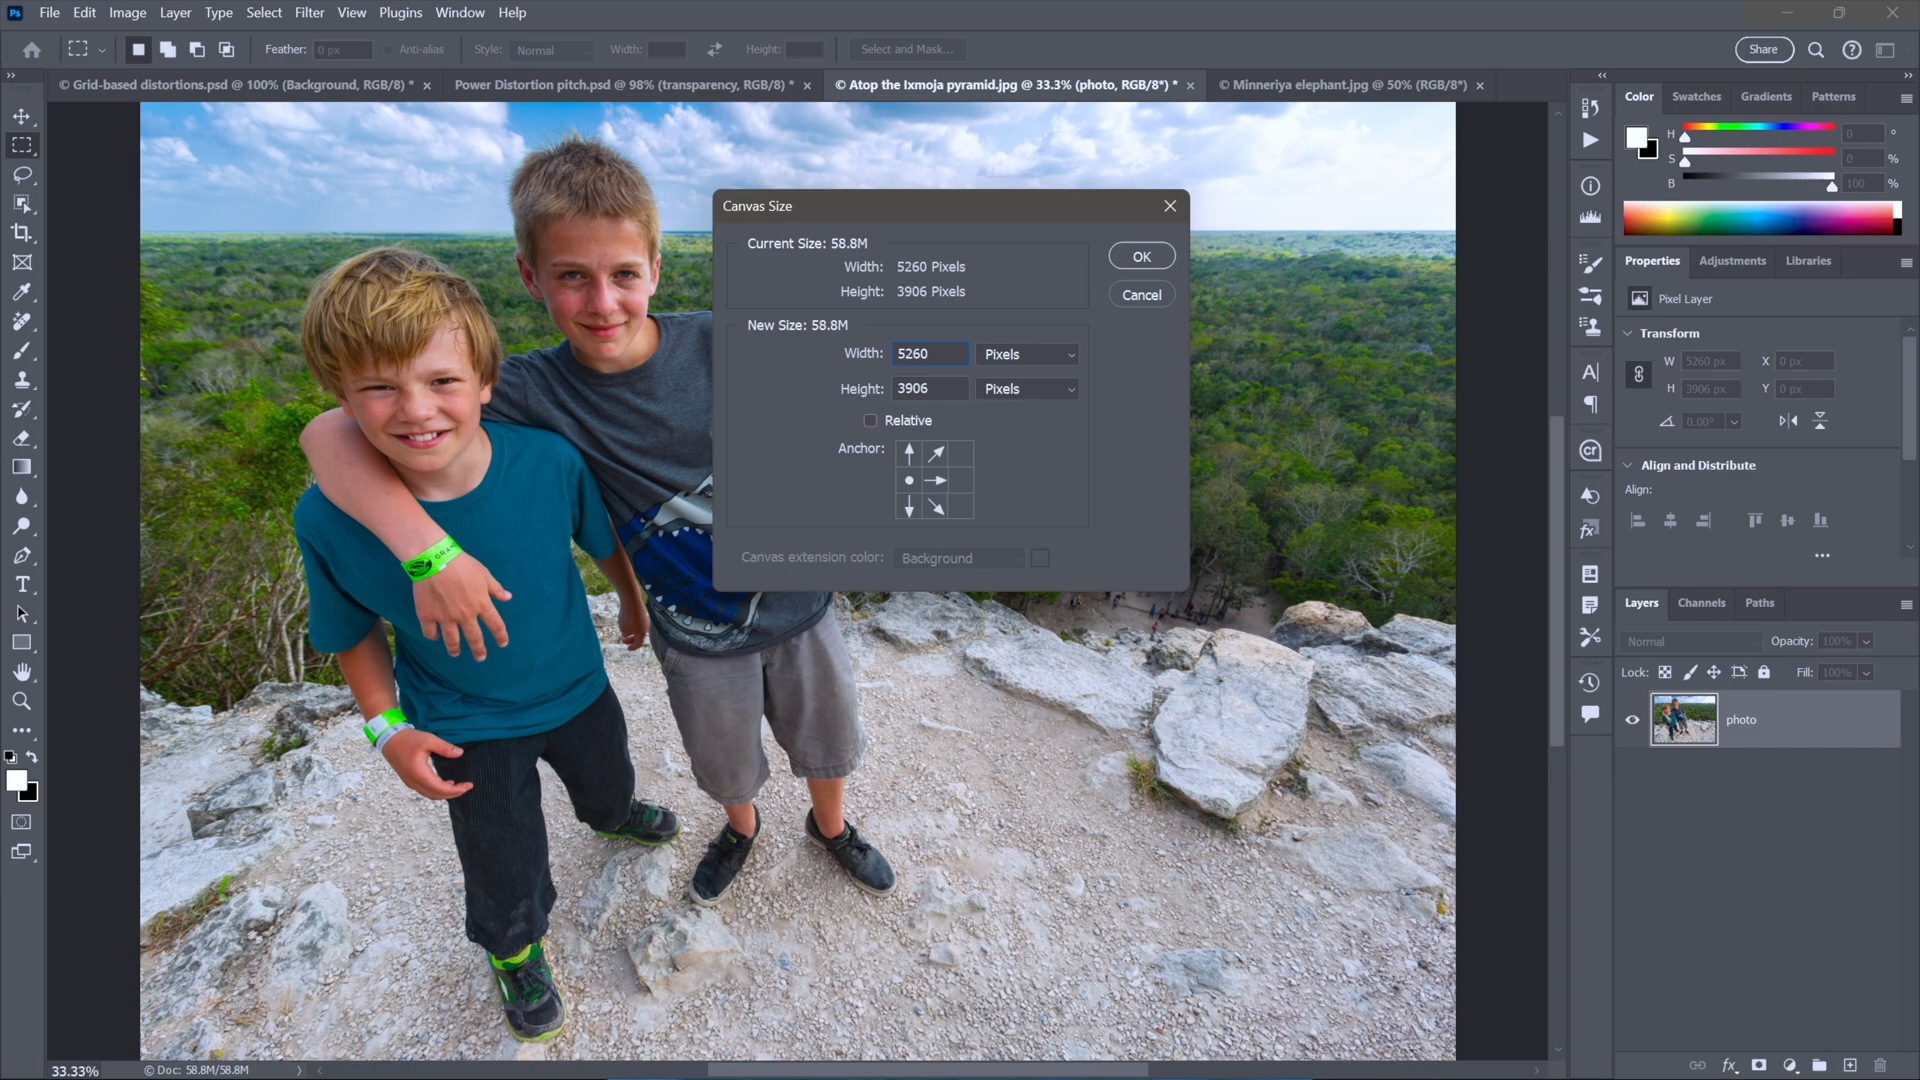 Ps File Edit Image Layer Type Select Filter View Plugins Window Help
Feather: 0 px Anti-alias Style: Normal Width: Height: Select and Mask... Share
© Grid-based distortions.psd @ 100% (Background, RGB/8) * × Power Distortion pitch.psd @ 98% (transparency, RGB/8) * × © Atop the Ixmoja pyramid.jpg @ 33.3% (photo, RGB/8*) * × © Minneriya elephant.jpg @ 50% (RGB/8*) ×
Color Swatches Gradients Patterns
H 0 °
S 0 %
B 100 %
Canvas Size
Current Size: 58.8M
Width: 5260 Pixels
Height: 3906 Pixels
OK
Cancel
New Size: 58.8M
Width: 5260 Pixels
Height: 3906 Pixels
Relative
Anchor:
Canvas extension color: Background
Properties Adjustments Libraries
Pixel Layer
Transform
W 5260 px X 0 px
H 3906 px Y 0 px
0.00°
Align and Distribute
Align:
Layers Channels Paths
Normal Opacity: 100%
Lock: Fill: 100%
photo
33.33% © Doc: 58.8M/58.8M